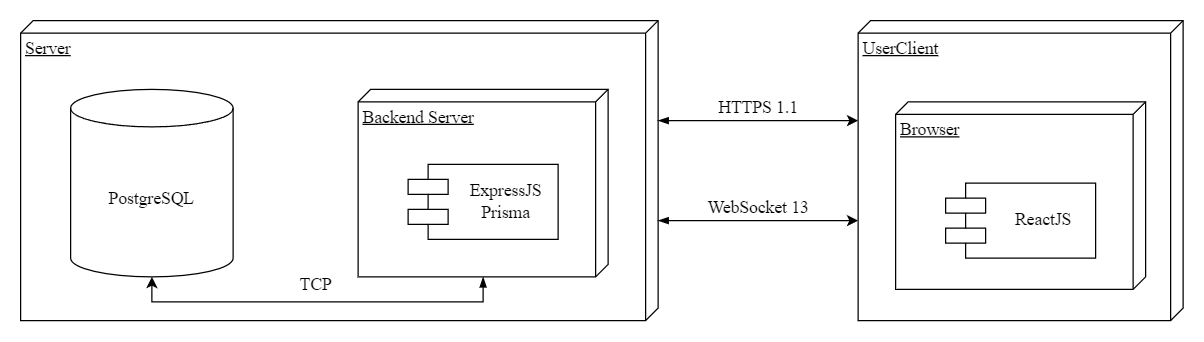 Server
PostgreSQL
Backend Server
ExpressJS
Prisma
TCP
HTTPS 1.1
WebSocket 13
UserClient
Browser
ReactJS